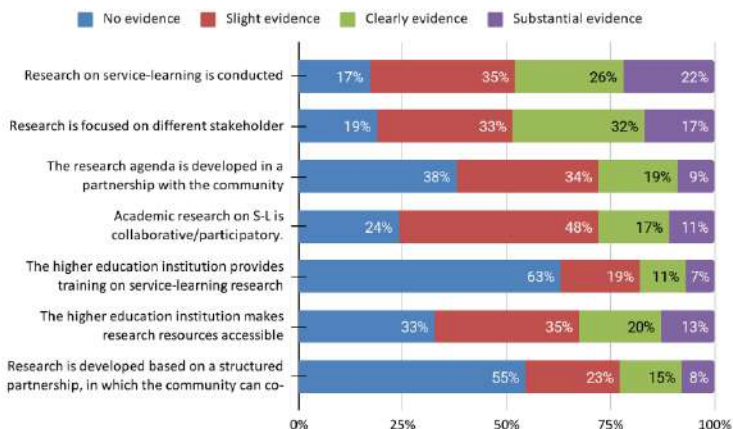 No evidence Slight evidence Clearly evidence Substantial evidence
Research on service-learning is conducted 17% 35% 26% 22%
Research is focused on different stakeholder 19% 33% 32% 17%
The research agenda is developed in a
partnership with the community 38% 34% 19% 9%
Academic research on S-L is
collaborative/participatory. 24% 48% 17% 11%
The higher education institution provides
training on service-learning research 63% 19% 11% 7%
The higher education institution makes
research resources accessible 33% 35% 20% 13%
Research is developed based on a structured
partnership, in which the community can co- 55% 23% 15% 8%
0% 25% 50% 75% 100%